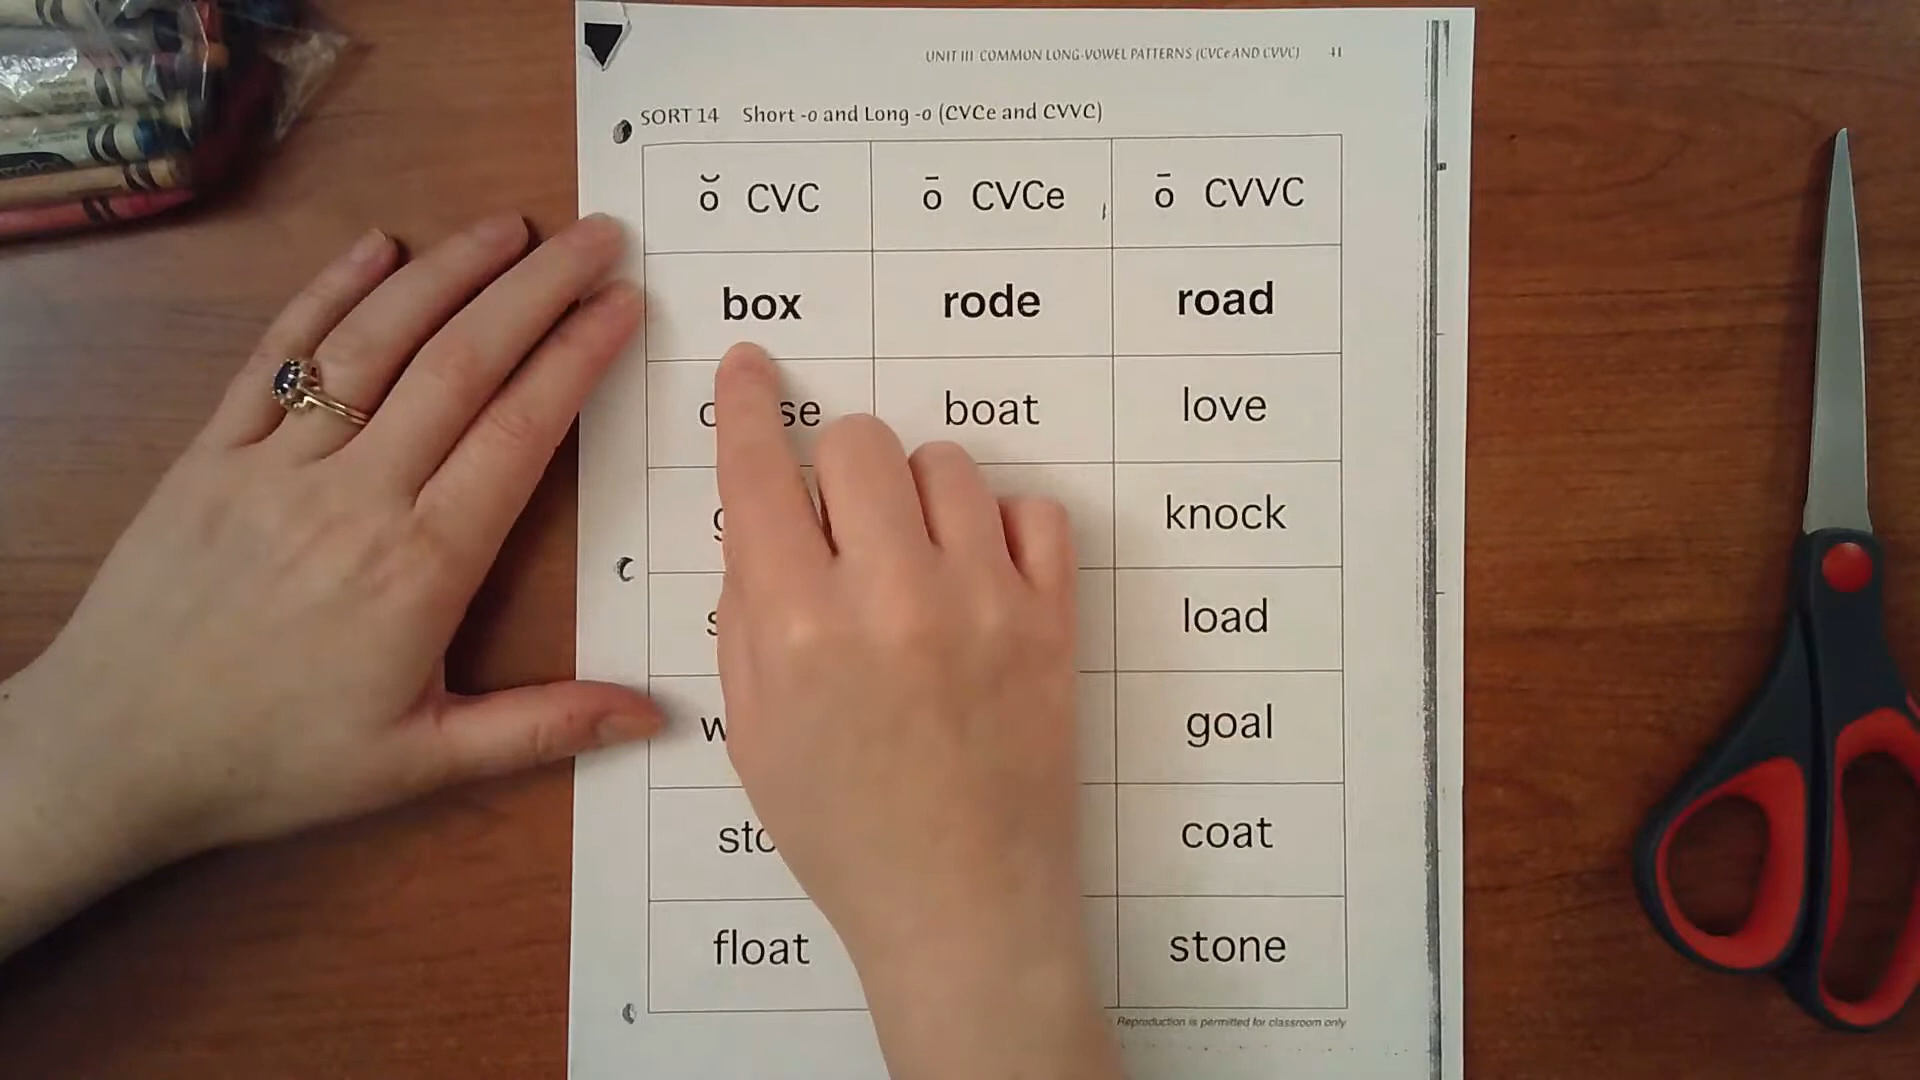 UNIT III COMMON LONG-VOWEL PATTERNS (CVCe AND CVVC) 41
SORT 14 Short -o and Long -o (CVCe and CVVC)
ŏ CVC ō CVCe ō CVVC
box rode road
boat love
knock
load
goal
coat
float stone
Reproduction is permitted for classroom only